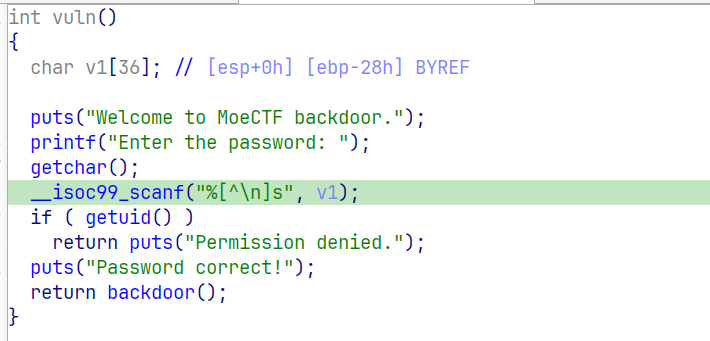 int vuln()
{
  char v1[36]; // [esp+0h] [ebp-28h] BYREF
  puts("Welcome to MoeCTF backdoor.");
  printf("Enter the password: ");
  getchar();
  __isoc99_scanf("%[^\n]s", v1);
  if ( getuid() )
    return puts("Permission denied.");
  puts("Password correct!");
  return backdoor();
}